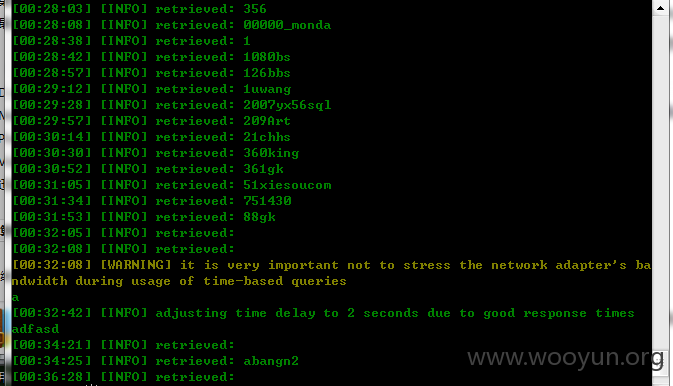 [00:28:03] [INFO] retrieved: 356
[00:28:08] [INFO] retrieved: 00000_monda
[00:28:38] [INFO] retrieved: 1
[00:28:42] [INFO] retrieved: 1080bs
[00:28:57] [INFO] retrieved: 126bbs
[00:29:12] [INFO] retrieved: 1uwang
[00:29:28] [INFO] retrieved: 2007yx56sql
[00:29:57] [INFO] retrieved: 209Art
[00:30:14] [INFO] retrieved: 21chhs
[00:30:30] [INFO] retrieved: 360king
[00:30:52] [INFO] retrieved: 361gk
[00:31:05] [INFO] retrieved: 51xiesoucom
[00:31:34] [INFO] retrieved: 751430
[00:31:53] [INFO] retrieved: 88gk
[00:32:05] [INFO] retrieved:
[00:32:08] [INFO] retrieved:
[00:32:08] [WARNING] it is very important not to stress the network adapter's ba
ndwidth during usage of time-based queries
a
[00:32:42] [INFO] adjusting time delay to 2 seconds due to good response times
adfasd
[00:34:21] [INFO] retrieved:
[00:34:25] [INFO] retrieved: abangn2
[00:36:28] [INFO] retrieved:
www.wooyun.org